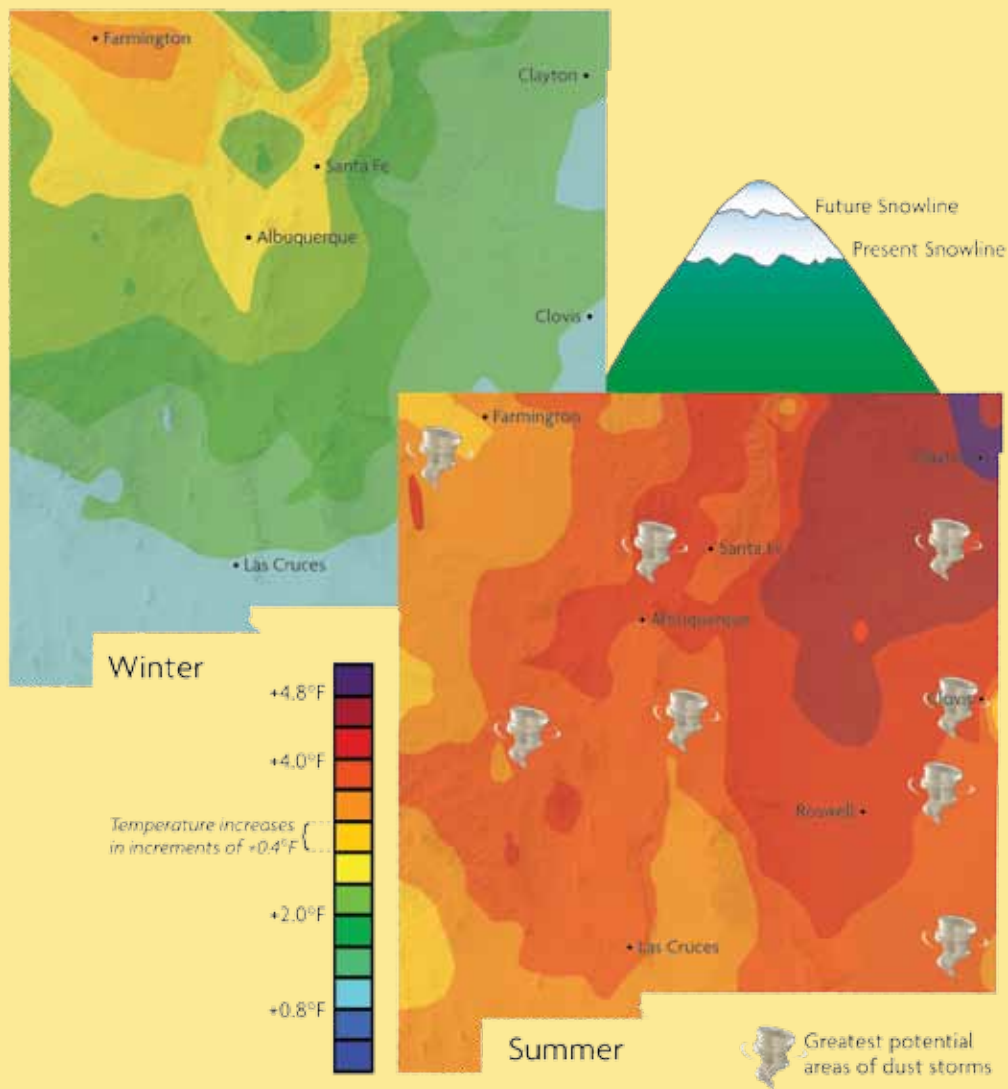 Farmington
Clayton
Santa Fe
Albuquerque
Clovis
Las Cruces
Winter
Future Snowline
Present Snowline
+4.8°F
+4.0°F
Temperature increases
in increments of +0.4°F
+2.0°F
+0.8°F
Farmington
Clayton
Santa Fe
Albuquerque
Clovis
Roswell
Las Cruces
Summer
Greatest potential
areas of dust storms